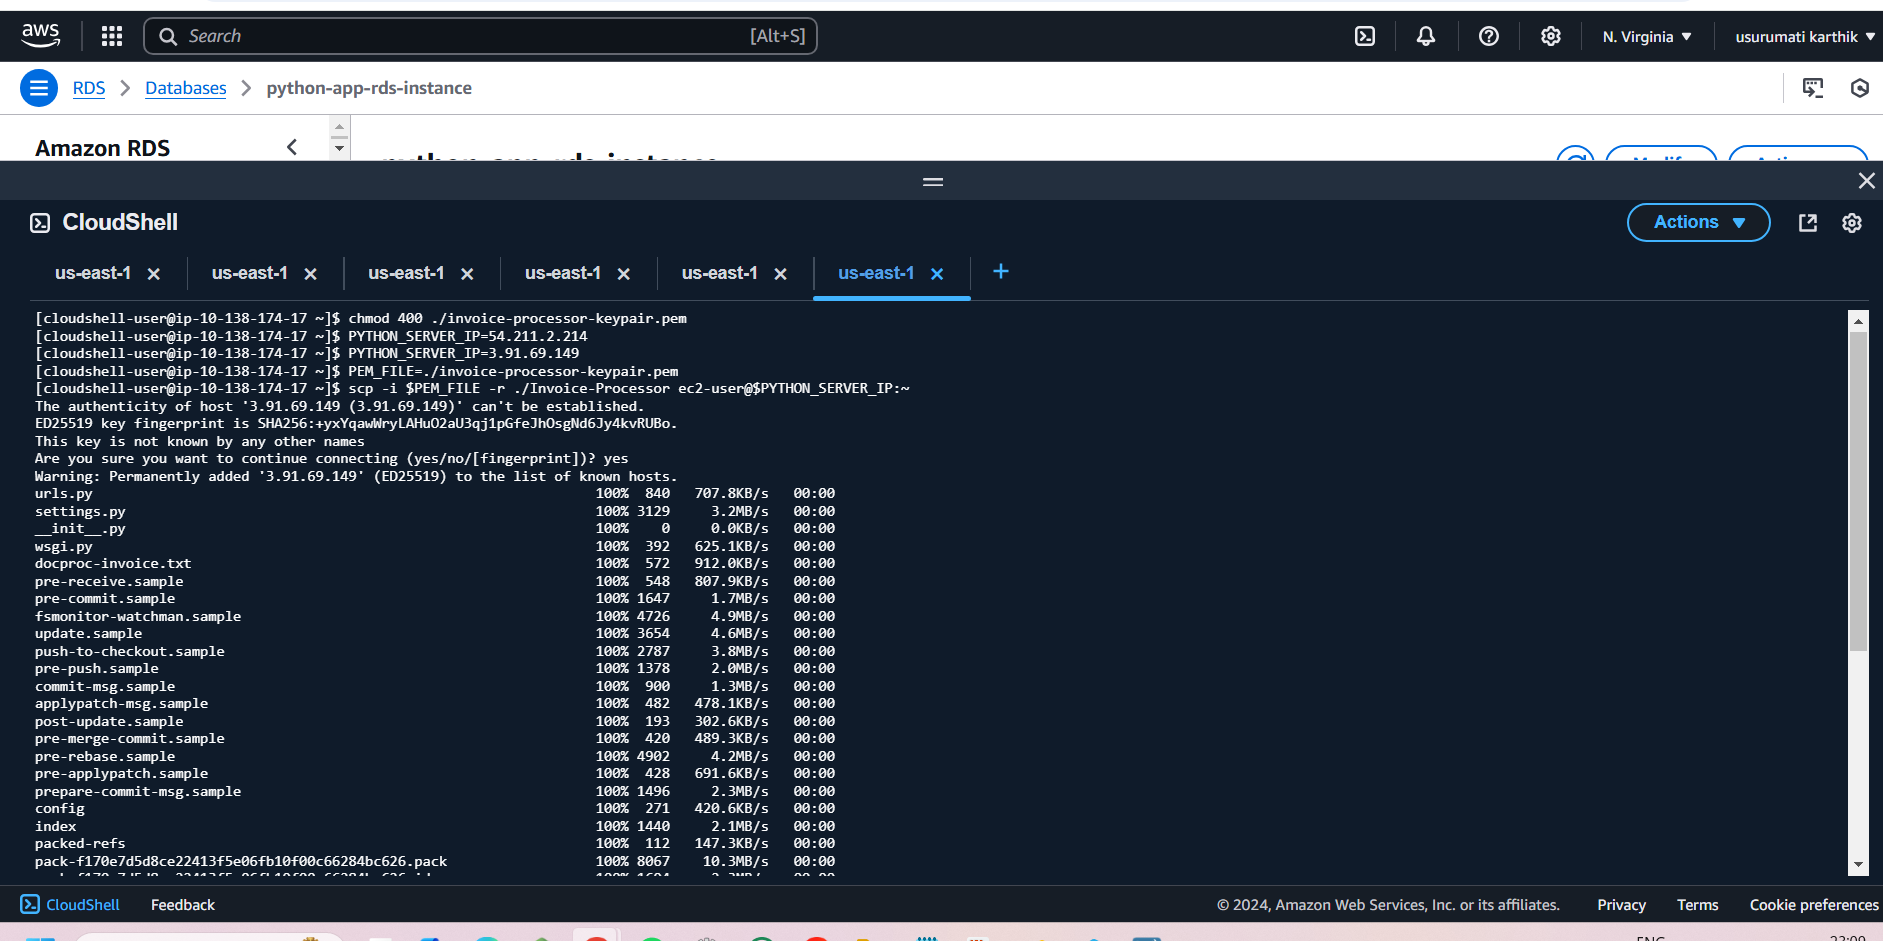 aws
Search [Alt+S]
N. Virginia
usurumati karthik
RDS
Databases
python-app-rds-instance
Amazon RDS
python-app-rds-instance
CloudShell
Actions
us-east-1
us-east-1
us-east-1
us-east-1
us-east-1
us-east-1
[cloudshell-user@ip-10-138-174-17 ~]$ chmod 400 ./invoice-processor-keypair.pem
[cloudshell-user@ip-10-138-174-17 ~]$ PYTHON_SERVER_IP=54.211.2.214
[cloudshell-user@ip-10-138-174-17 ~]$ PYTHON_SERVER_IP=3.91.69.149
[cloudshell-user@ip-10-138-174-17 ~]$ PEM_FILE=./invoice-processor-keypair.pem
[cloudshell-user@ip-10-138-174-17 ~]$ scp -i $PEM_FILE -r ./Invoice-Processor ec2-user@$PYTHON_SERVER_IP:~
The authenticity of host '3.91.69.149 (3.91.69.149)' can't be established.
ED25519 key fingerprint is SHA256:+yxYqawWryLAHuO2aU3qj1pGfeJhOsgNd6Jy4kvRUBo.
This key is not known by any other names
Are you sure you want to continue connecting (yes/no/[fingerprint])? yes
Warning: Permanently added '3.91.69.149' (ED25519) to the list of known hosts.
urls.py 100% 840 707.8KB/s 00:00
settings.py 100% 3129 3.2MB/s 00:00
__init__.py 100% 0 0.0KB/s 00:00
wsgi.py 100% 392 625.1KB/s 00:00
docproc-invoice.txt 100% 572 912.0KB/s 00:00
pre-receive.sample 100% 548 807.9KB/s 00:00
pre-commit.sample 100% 1647 1.7MB/s 00:00
fsmonitor-watchman.sample 100% 4726 4.9MB/s 00:00
update.sample 100% 3654 4.6MB/s 00:00
push-to-checkout.sample 100% 2787 3.8MB/s 00:00
pre-push.sample 100% 1378 2.0MB/s 00:00
commit-msg.sample 100% 900 1.3MB/s 00:00
applypatch-msg.sample 100% 482 478.1KB/s 00:00
post-update.sample 100% 193 302.6KB/s 00:00
pre-merge-commit.sample 100% 420 489.3KB/s 00:00
pre-rebase.sample 100% 4902 4.2MB/s 00:00
pre-applypatch.sample 100% 428 691.6KB/s 00:00
prepare-commit-msg.sample 100% 1496 2.3MB/s 00:00
config 100% 271 420.6KB/s 00:00
index 100% 1440 2.1MB/s 00:00
packed-refs 100% 112 147.3KB/s 00:00
pack-f170e7d5d8ce22413f5e06fb10f00c66284bc626.pack 100% 8067 10.3MB/s 00:00
CloudShell
Feedback
© 2024, Amazon Web Services, Inc. or its affiliates.
Privacy
Terms
Cookie preferences